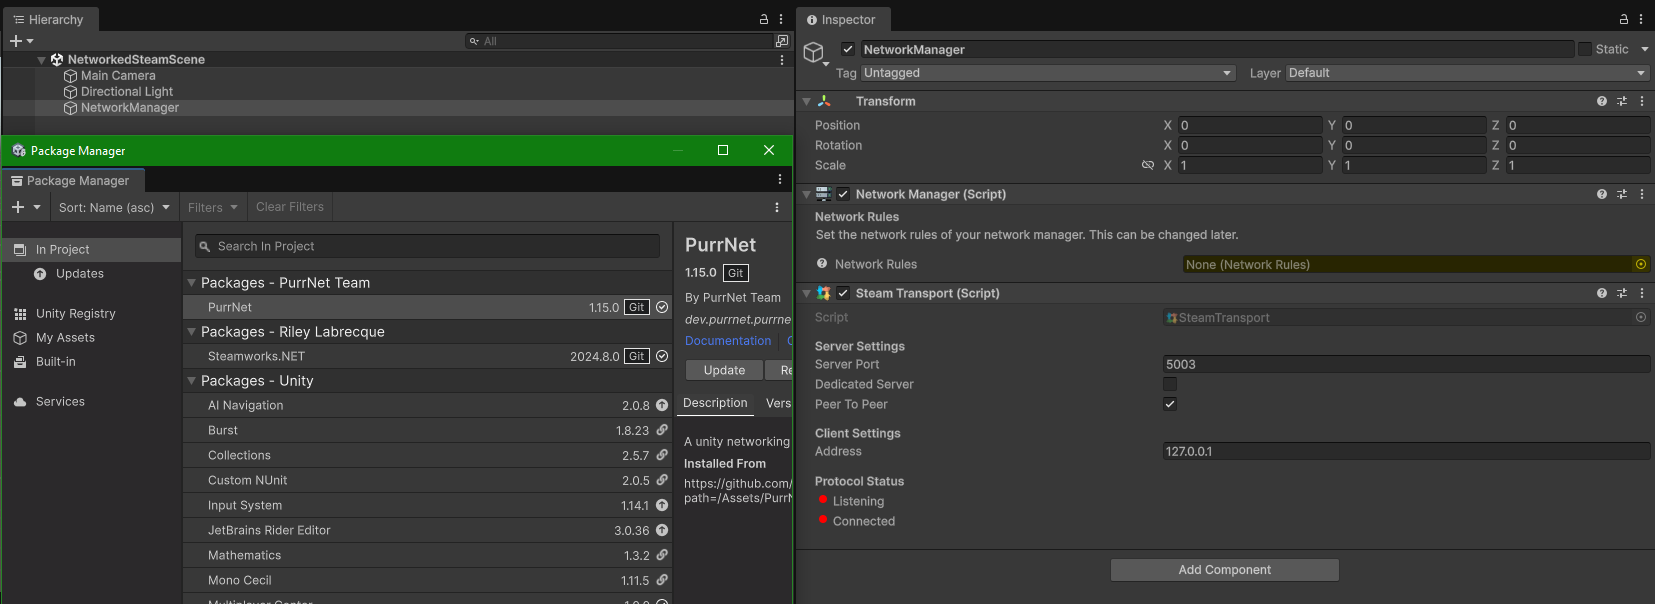 Hierarchy
All
NetworkedSteamScene
Main Camera
Directional Light
NetworkManager
Package Manager
Package Manager
Sort: Name (asc)
Filters
Clear Filters
In Project
Updates
Unity Registry
My Assets
Built-in
Services
Search In Project
Packages - PurrNet Team
PurrNet 1.15.0 Git
Packages - Riley Labrecque
Steamworks.NET 2024.8.0 Git
Packages - Unity
AI Navigation 2.0.8
Burst 1.8.23
Collections 2.5.7
Custom NUnit 2.0.5
Input System 1.14.1
JetBrains Rider Editor 3.0.36
Mathematics 1.3.2
Mono Cecil 1.11.5
PurrNet
1.15.0 Git
By PurrNet Team
dev.purrnet.purrne
Documentation
Update Re
Description Vers
A unity networking
Installed From
https://github.com/
path=/Assets/PurrN
Inspector
NetworkManager Static
Tag Untagged Layer Default
Transform
Position X 0 Y 0 Z 0
Rotation X 0 Y 0 Z 0
Scale X 1 Y 1 Z 1
Network Manager (Script)
Network Rules
Set the network rules of your network manager. This can be changed later.
Network Rules None (Network Rules)
Steam Transport (Script)
Script SteamTransport
Server Settings
Server Port 5003
Dedicated Server
Peer To Peer
Client Settings
Address 127.0.0.1
Protocol Status
Listening
Connected
Add Component